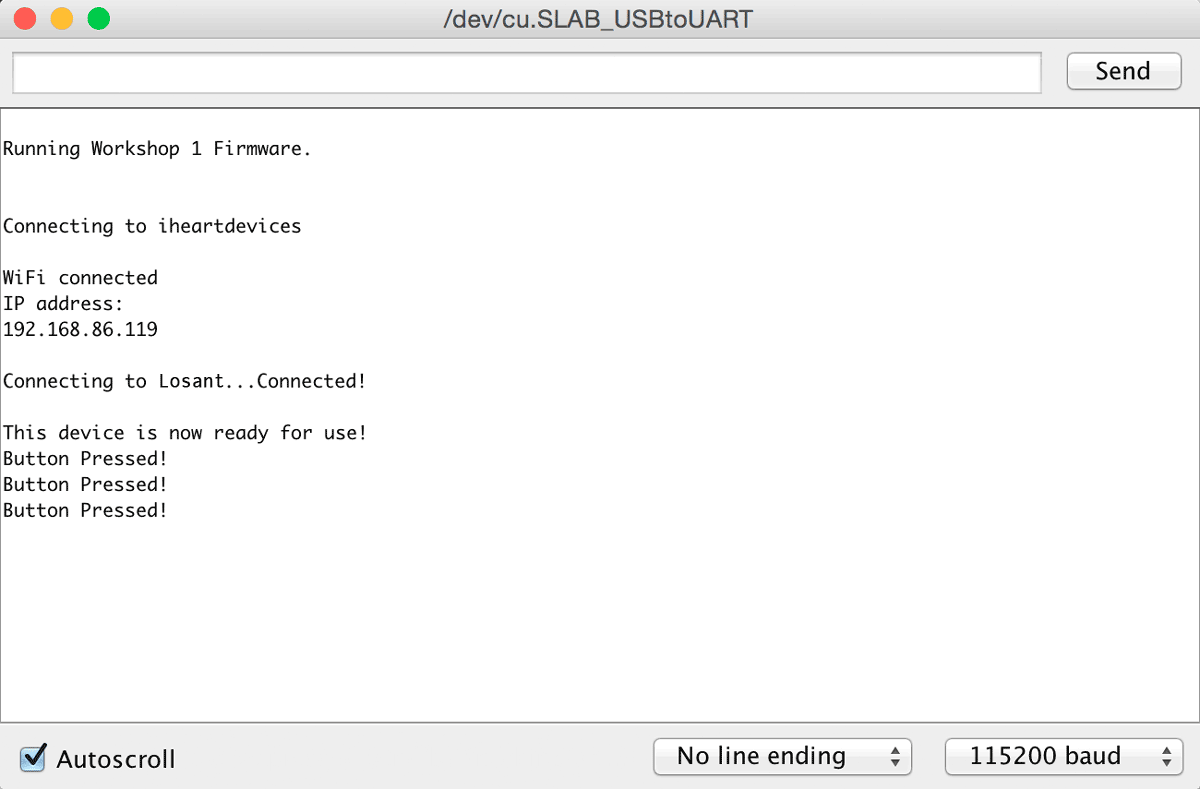 /dev/cu.SLAB_USBtoUART
Send
Running Workshop 1 Firmware.
Connecting to iheartdevices
WiFi connected
IP address:
192.168.86.119
Connecting to Losant...Connected!
This device is now ready for use!
Button Pressed!
Button Pressed!
Button Pressed!
Autoscroll
No line ending
115200 baud